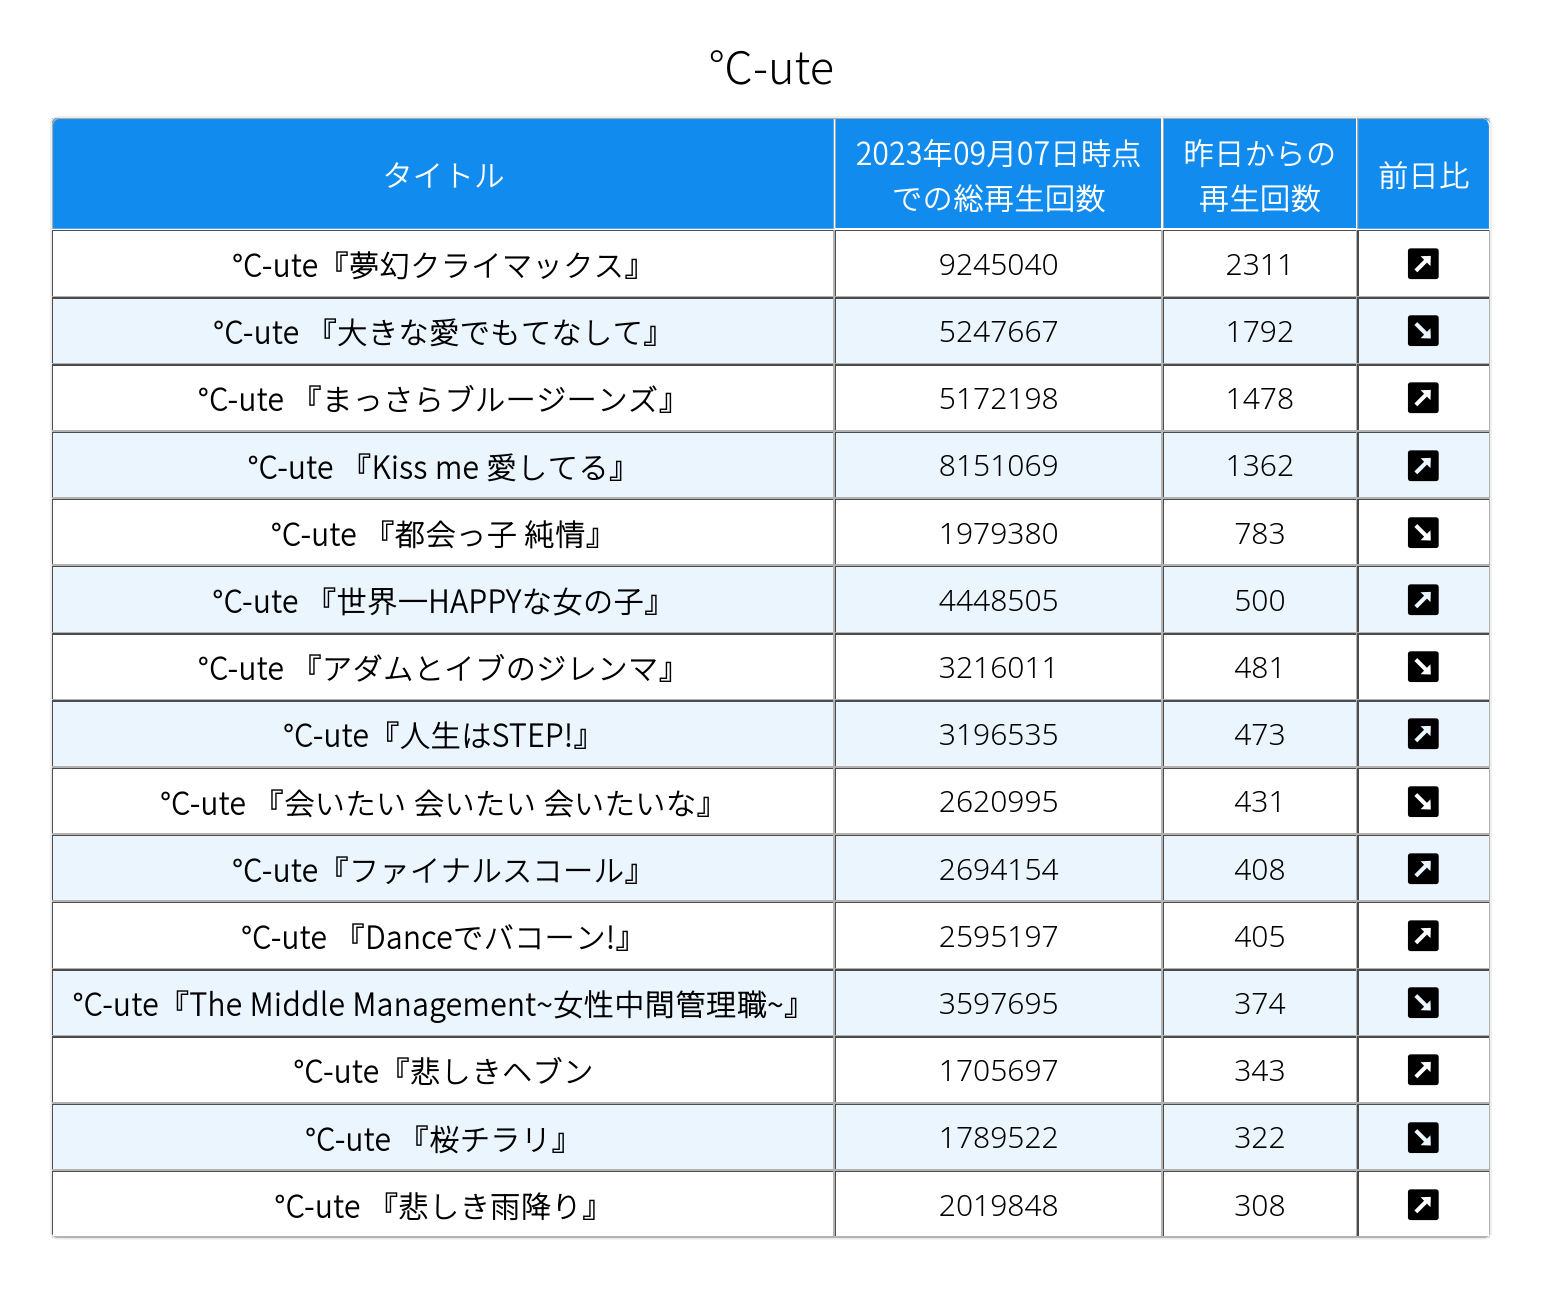 ℃-ute
タイトル
2023年09月07日時点
での総再生回数
昨日からの
再生回数
前日比
℃-ute『夢幻クライマックス』 9245040 2311 ↗
℃-ute 『大きな愛でもてなして』 5247667 1792 ↘
℃-ute 『まっさらブルージーンズ』 5172198 1478 ↗
℃-ute 『Kiss me 愛してる』 8151069 1362 ↗
℃-ute 『都会っ子 純情』 1979380 783 ↘
℃-ute 『世界一HAPPYな女の子』 4448505 500 ↗
℃-ute 『アダムとイブのジレンマ』 3216011 481 ↘
℃-ute『人生はSTEP!』 3196535 473 ↗
℃-ute 『会いたい 会いたい 会いたいな』 2620995 431 ↘
℃-ute『ファイナルスコール』 2694154 408 ↗
℃-ute 『Danceでバコーン!』 2595197 405 ↗
℃-ute『The Middle Management~女性中間管理職~』 3597695 374 ↘
℃-ute『悲しきヘブン 1705697 343 ↗
℃-ute 『桜チラリ』 1789522 322 ↘
℃-ute 『悲しき雨降り』 2019848 308 ↗